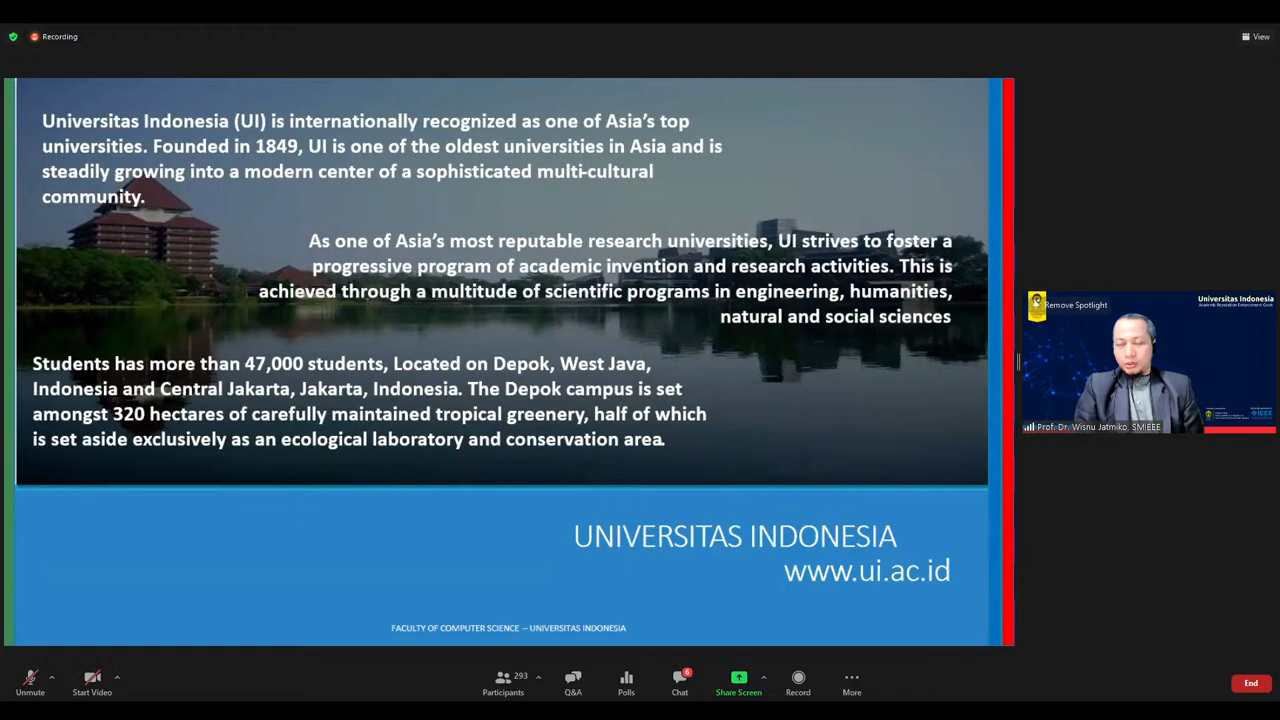 Recording
View
Universitas Indonesia (UI) is internationally recognized as one of Asia's top
universities. Founded in 1849, UI is one of the oldest universities in Asia and is
steadily growing into a modern center of a sophisticated multi-cultural
community.
As one of Asia's most reputable research universities, UI strives to foster a
progressive program of academic invention and research activities. This is
achieved through a multitude of scientific programs in engineering, humanities,
natural and social sciences
Students has more than 47,000 students, Located on Depok, West Java,
Indonesia and Central Jakarta, Jakarta, Indonesia. The Depok campus is set
amongst 320 hectares of carefully maintained tropical greenery, half of which
is set aside exclusively as an ecological laboratory and conservation area.
UNIVERSITAS INDONESIA
www.ui.ac.id
FACULTY OF COMPUTER SCIENCE – UNIVERSITAS INDONESIA
Remove Spotlight
Universitas Indonesia
Academic Reputation Enhancement Grant
IEEE
Prof. Dr. Wisnu Jatmiko, SMIEEE
Unmute
Start Video
293
Participants
Q&A
Polls
6
Chat
Share Screen
Record
More
End